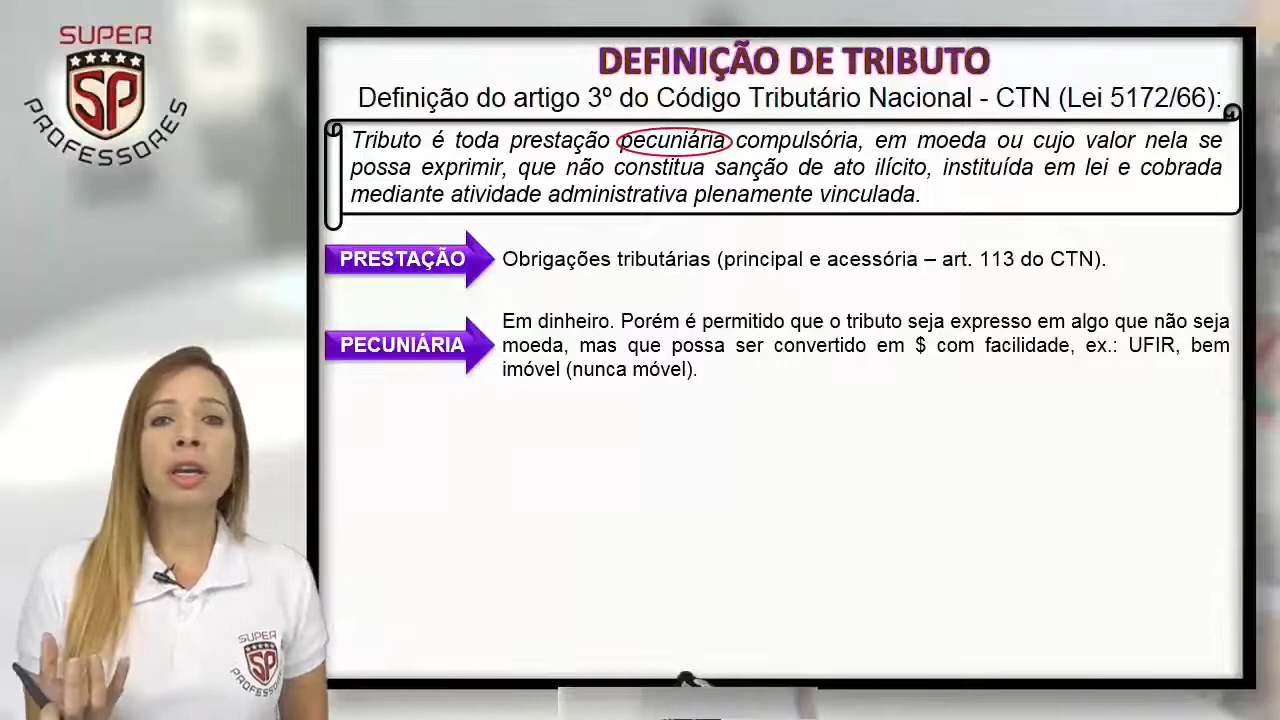 SUPER
SP
PROFESSORES
DEFINIÇÃO DE TRIBUTO
Definição do artigo 3º do Código Tributário Nacional - CTN (Lei 5172/66):
Tributo é toda prestação pecuniária compulsória, em moeda ou cujo valor nela se
possa exprimir, que não constitua sanção de ato ilícito, instituída em lei e cobrada
mediante atividade administrativa plenamente vinculada.
PRESTAÇÃO
Obrigações tributárias (principal e acessória – art. 113 do CTN).
PECUNIÁRIA
Em dinheiro. Porém é permitido que o tributo seja expresso em algo que não seja
moeda, mas que possa ser convertido em $ com facilidade, ex.: UFIR, bem
imóvel (nunca móvel).
SUPER
SP
PROFESSORES